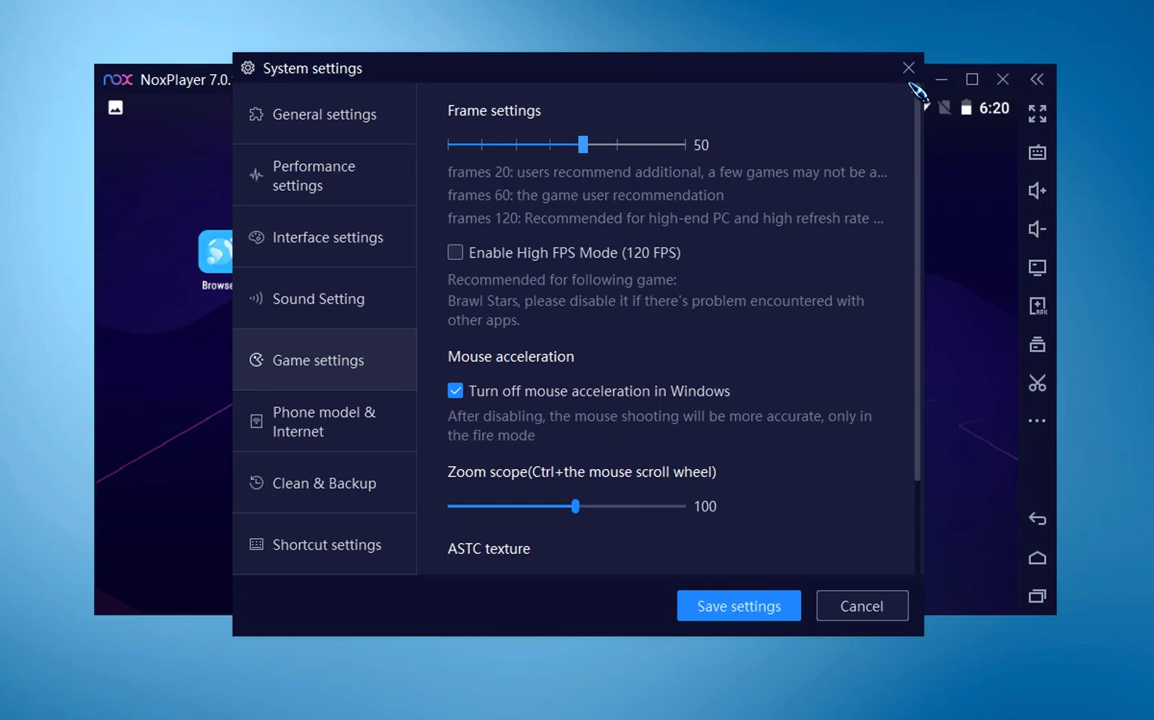 nox NoxPlayer 7.0.
System settings
6:20
Browse
General settings
Performance
settings
Interface settings
Sound Setting
Game settings
Phone model &
Internet
Clean & Backup
Shortcut settings
Frame settings
50
frames 20: users recommend additional, a few games may not be a...
frames 60: the game user recommendation
frames 120: Recommended for high-end PC and high refresh rate ...
Enable High FPS Mode (120 FPS)
Recommended for following game:
Brawl Stars, please disable it if there's problem encountered with
other apps.
Mouse acceleration
Turn off mouse acceleration in Windows
After disabling, the mouse shooting will be more accurate, only in
the fire mode
Zoom scope(Ctrl+the mouse scroll wheel)
100
ASTC texture
Save settings
Cancel
APK